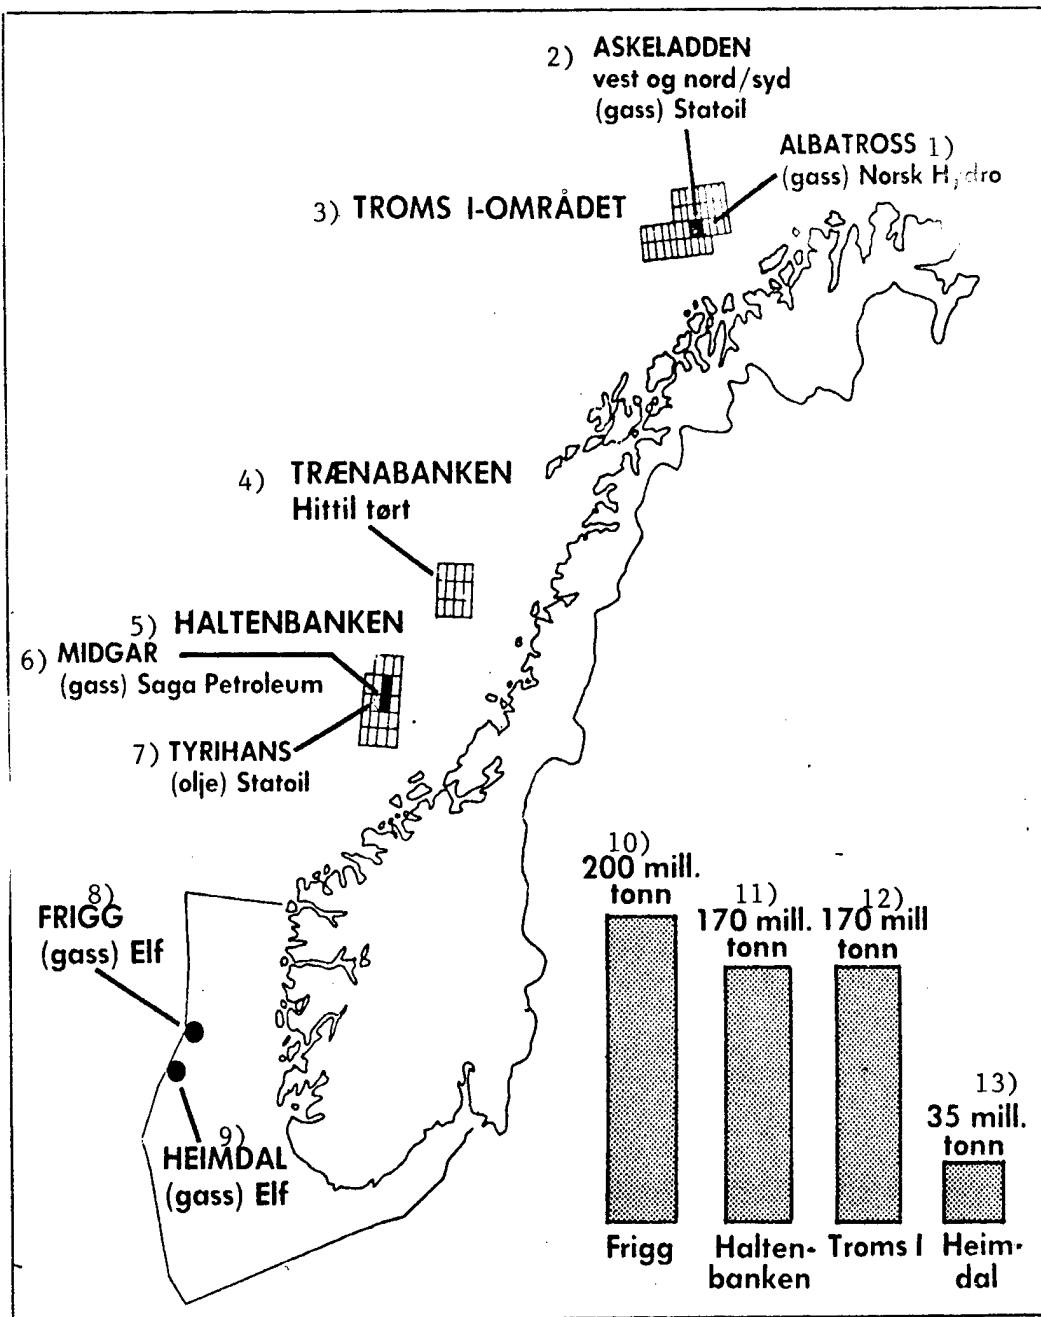 2) ASKELADDEN
vest og nord/syd
(gass) Statoil
ALBATROSS 1)
(gass) Norsk Hydro
3) TROMS I-OMRÅDET
4) TRÆNABANKEN
Hittil tørt
5) HALTENBANKEN
6) MIDGAR
(gass) Saga Petroleum
7) TYRIHANS
(olje) Statoil
8)
FRIGG
(gass) Elf
9)
HEIMDAL
(gass) Elf
10)
200 mill.
tonn
11)
170 mill.
tonn
12)
170 mill
tonn
13)
35 mill.
tonn
Frigg
Halten-
banken
Troms I
Heim-
dal